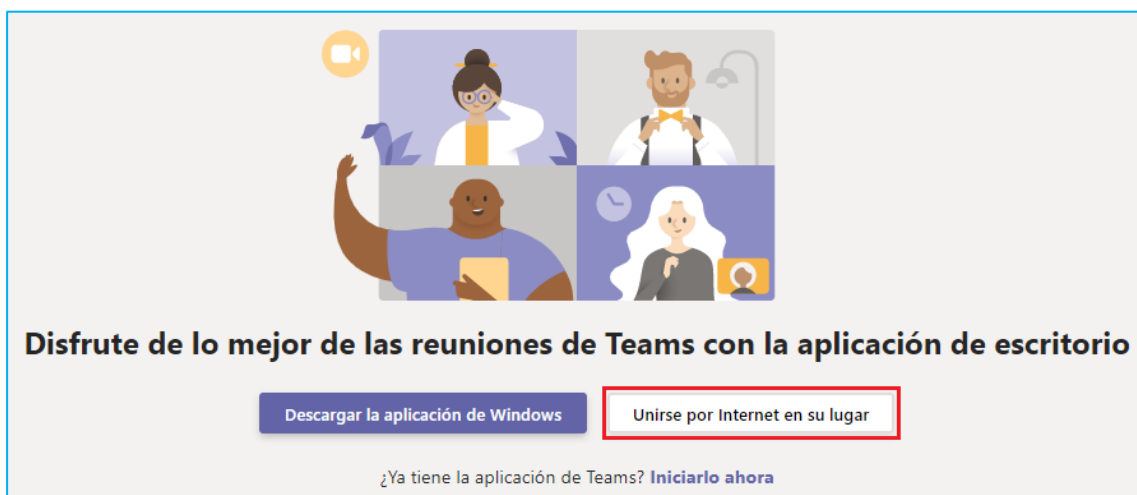 Disfrute de lo mejor de las reuniones de Teams con la aplicación de escritorio
Descargar la aplicación de Windows
Unirse por Internet en su lugar
¿Ya tiene la aplicación de Teams? Iniciarlo ahora